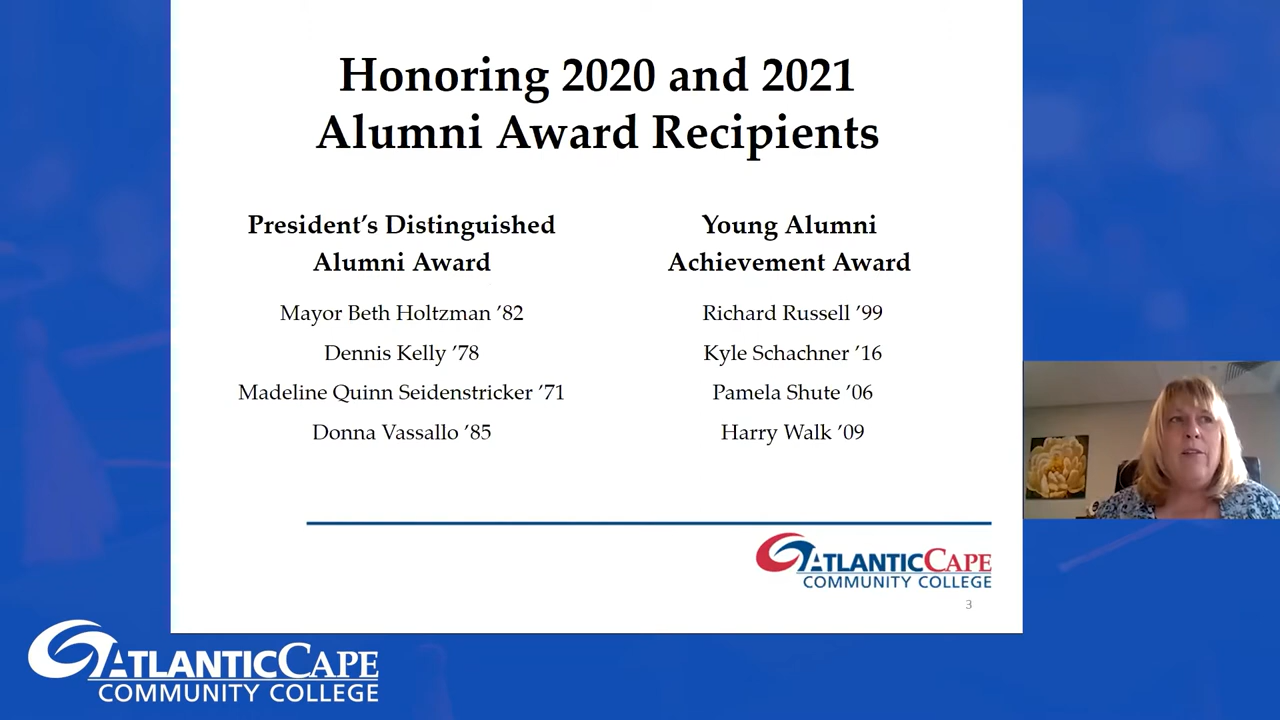 Honoring 2020 and 2021
Alumni Award Recipients
President’s Distinguished
Alumni Award
Mayor Beth Holtzman ’82
Dennis Kelly ’78
Madeline Quinn Seidenstricker ’71
Donna Vassallo ’85
Young Alumni
Achievement Award
Richard Russell ’99
Kyle Schachner ’16
Pamela Shute ’06
Harry Walk ’09
ATLANTICCAPE
COMMUNITY COLLEGE
3
ATLANTICCAPE
COMMUNITY COLLEGE